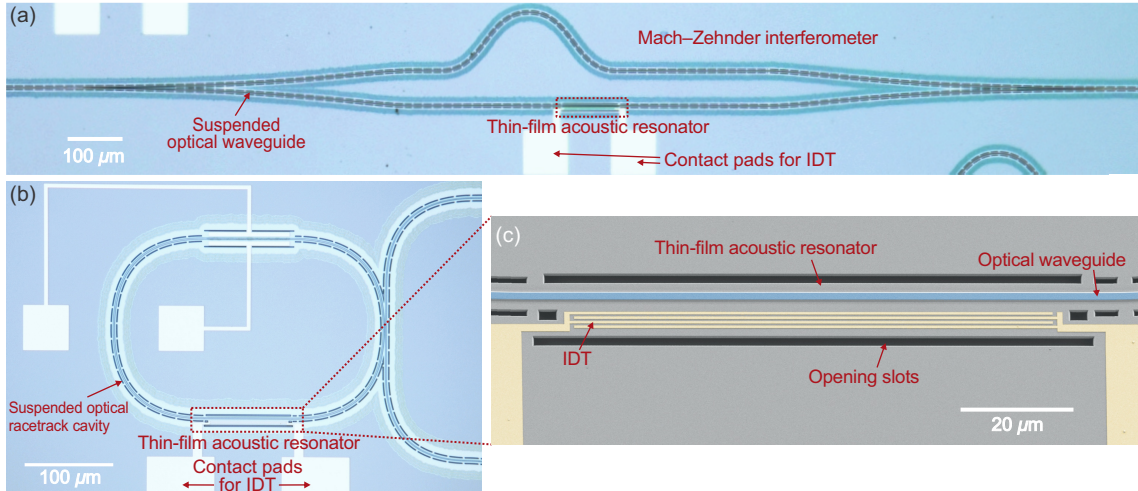 (a)
Mach–Zehnder interferometer
Suspended
optical waveguide
Thin-film acoustic resonator
100 μm
Contact pads for IDT
(b)
Suspended optical
racetrack cavity
Thin-film acoustic resonator
100 μm
Contact pads
for IDT
(c)
Thin-film acoustic resonator
Optical waveguide
IDT
Opening slots
20 μm